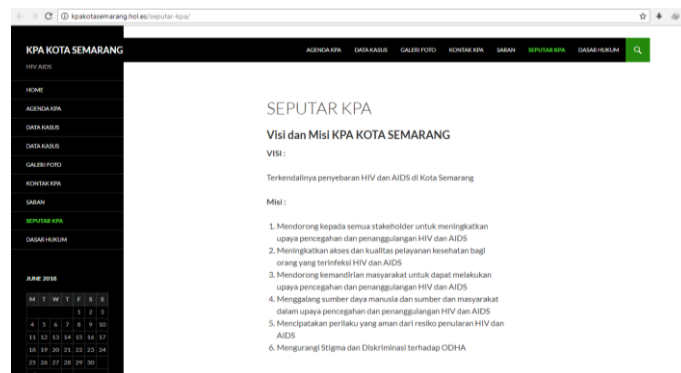 kpakotasemarang.hol.es/seputar-kpa/
KPA KOTA SEMARANG
HIV AIDS
AGENDA KPA DATA KASUS GALERI FOTO KONTAK KPA SARAN SEPUTAR KPA DASAR HUKUM
HOME
AGENDA KPA
DATA KASUS
DATA KASUS
GALERI FOTO
KONTAK KPA
SARAN
SEPUTAR KPA
DASAR HUKUM
JUNE 2018
M T W T F S S
1 2 3
4 5 6 7 8 9 10
11 12 13 14 15 16 17
18 19 20 21 22 23 24
25 26 27 28 29 30
SEPUTAR KPA
Visi dan Misi KPA KOTA SEMARANG
VISI :
Terkendalinya penyebaran HIV dan AIDS di Kota Semarang
Misi :
1. Mendorong kepada semua stakeholder untuk meningkatkan
upaya pencegahan dan penanggulangan HIV dan AIDS
2. Meningkatkan akses dan kualitas pelayanan kesehatan bagi
orang yang terinfeksi HIV dan AIDS
3. Mendorong kemandirian masyarakat untuk dapat melakukan
upaya pencegahan dan penanggulangan HIV dan AIDS
4. Menggalang sumber daya manusia dan sumber dan masyarakat
dalam upaya pencegahan dan penanggulangan HIV dan AIDS
5. Mencipatakan perilaku yang aman dari resiko penularan HIV dan
AIDS
6. Mengurangi Stigma dan Diskriminasi terhadap ODHA